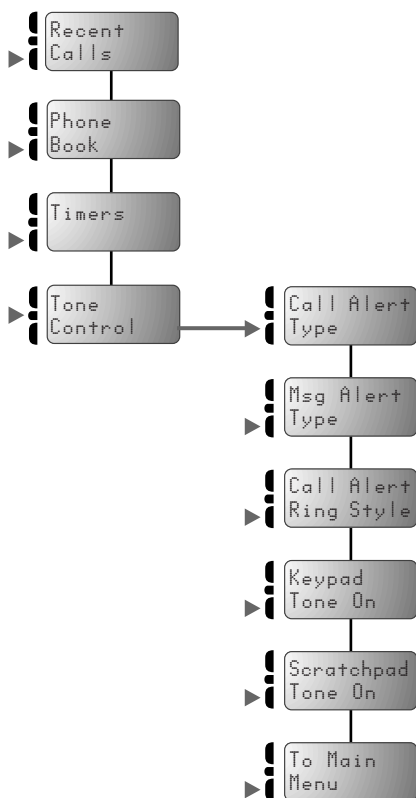 Recent
Calls
Phone
Book
Timers
Tone
Control
Call Alert
Type
Msg Alert
Type
Call Alert
Ring Style
Keypad
Tone On
Scratchpad
Tone On
To Main
Menu